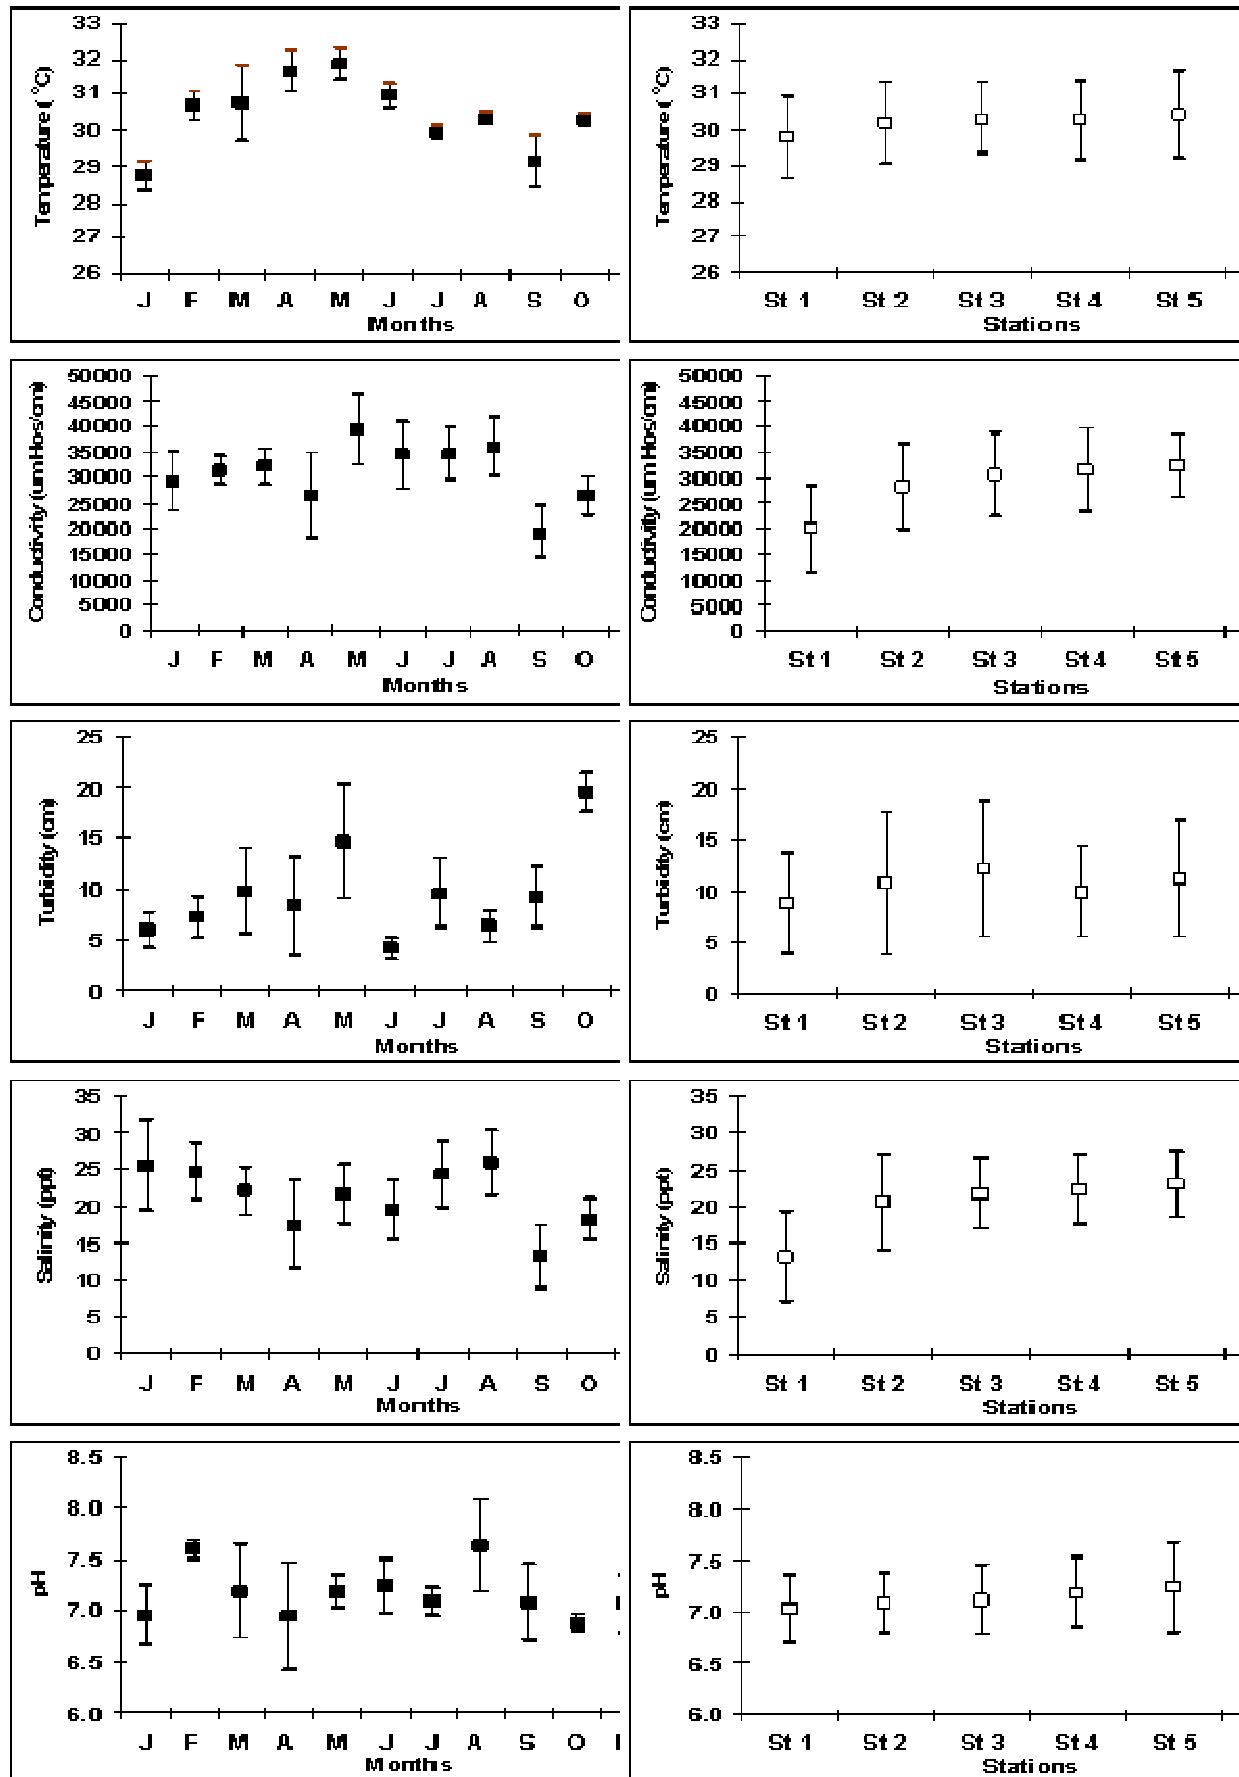 Temperature (°C)
33
32
31
30
29
28
27
26
J F M A M J J A S O
Months
Temperature (°C)
33
32
31
30
29
28
27
26
St 1 St 2 St 3 St 4 St 5
Stations
Conductivity (umHos/cm)
50000
45000
40000
35000
30000
25000
20000
15000
10000
5000
0
J F M A M J J A S O
Months
Conductivity (umHos/cm)
50000
45000
40000
35000
30000
25000
20000
15000
10000
5000
0
St 1 St 2 St 3 St 4 St 5
Stations
Turbidity (cm)
25
20
15
10
5
0
J F M A M J J A S O
Months
Turbidity (cm)
25
20
15
10
5
0
St 1 St 2 St 3 St 4 St 5
Stations
Salinity (ppt)
35
30
25
20
15
10
5
0
J F M A M J J A S O
Months
Salinity (ppt)
35
30
25
20
15
10
5
0
St 1 St 2 St 3 St 4 St 5
Stations
pH
8.5
8.0
7.5
7.0
6.5
6.0
J F M A M J J A S O
Months
pH
8.5
8.0
7.5
7.0
6.5
6.0
St 1 St 2 St 3 St 4 St 5
Stations